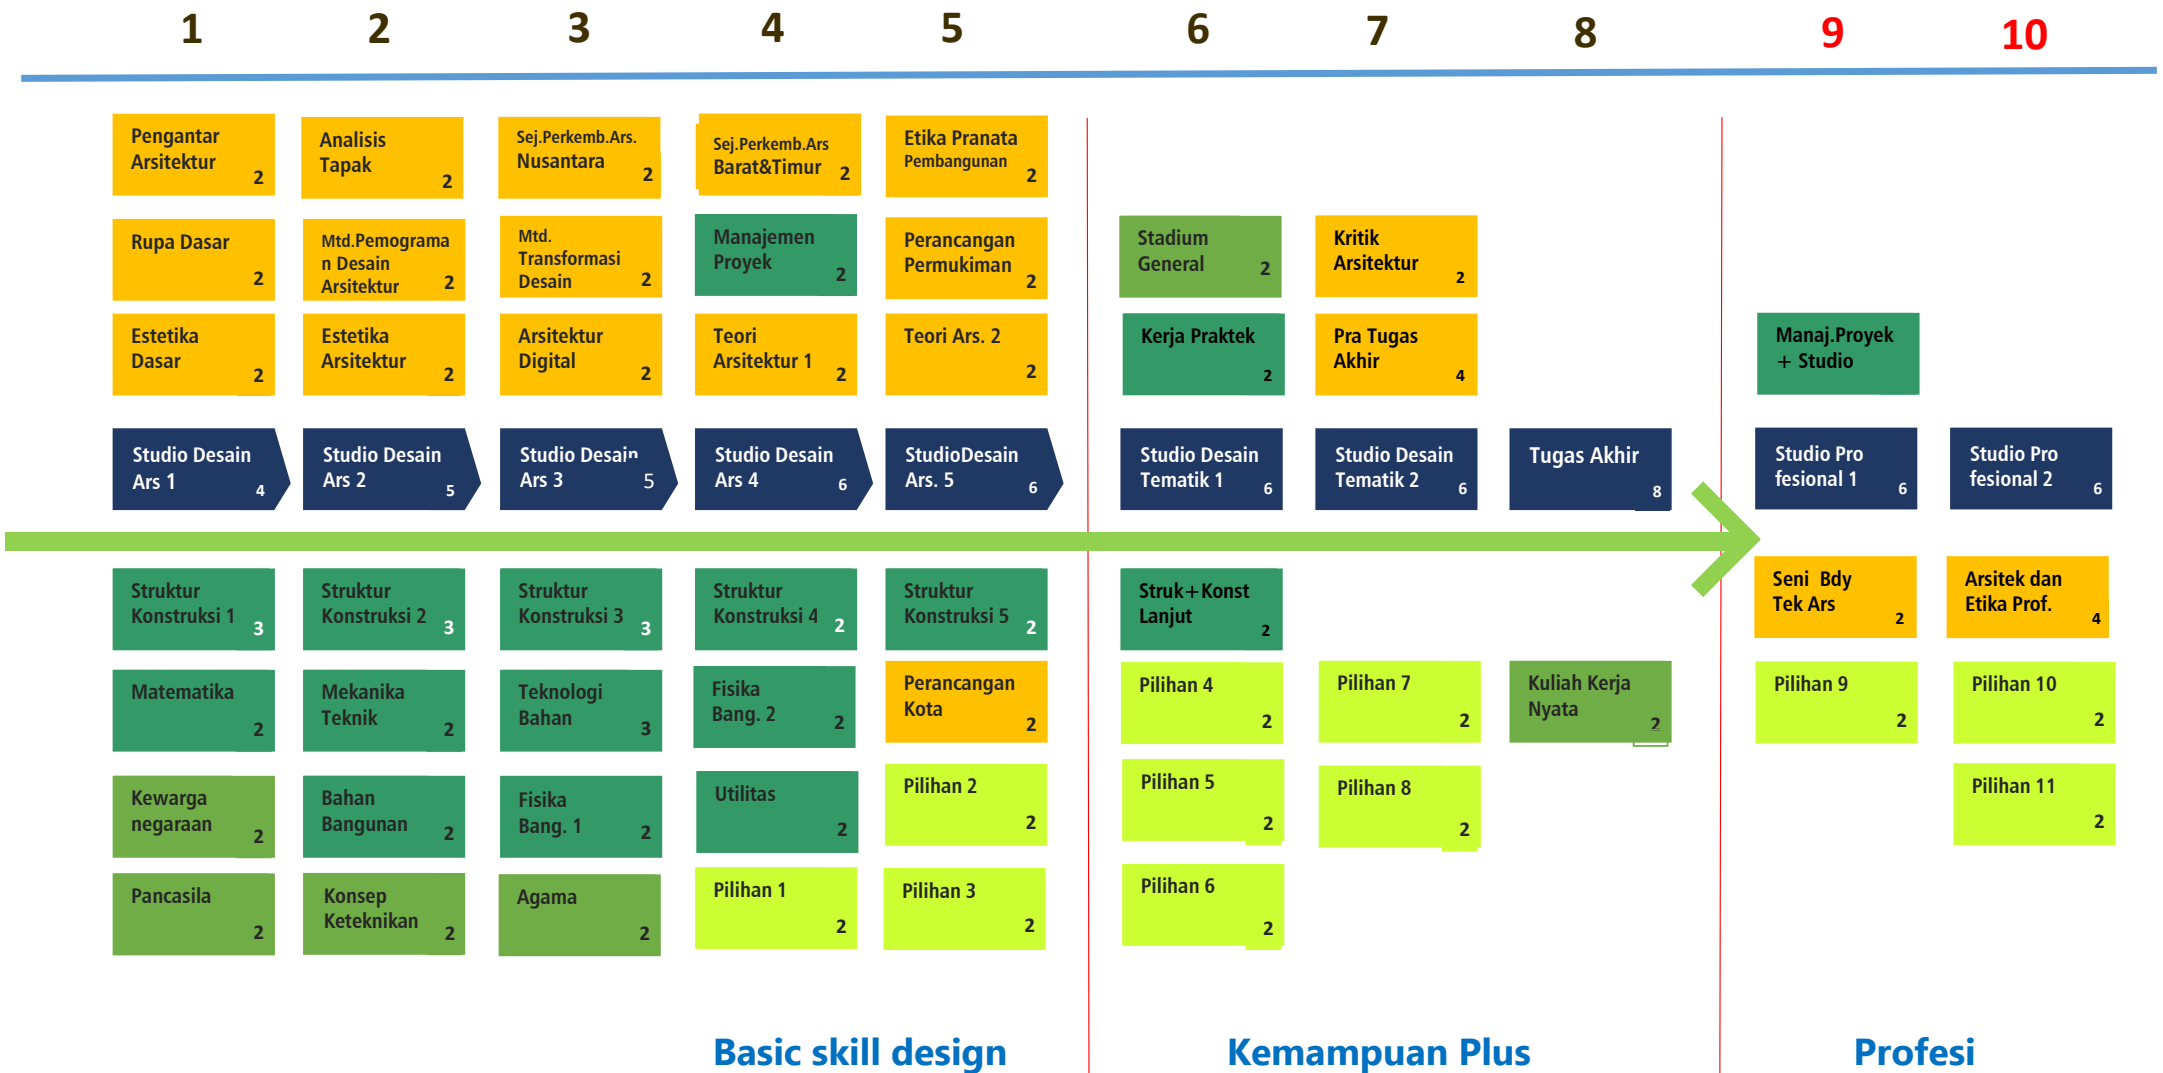 1 2 3 4 5 6 7 8 9 10
Pengantar
Arsitektur
2
Analisis
Tapak
2
Sej.Perkemb.Ars.
Nusantara
2
Sej.Perkemb.Ars
Barat&Timur
2
Etika Pranata
Pembangunan
2
Rupa Dasar
2
Mtd.Pemograma
n Desain
Arsitektur
2
Mtd.
Transformasi
Desain
2
Manajemen
Proyek
2
Perancangan
Permukiman
2
Stadium
General
2
Kritik
Arsitektur
2
Estetika
Dasar
2
Estetika
Arsitektur
2
Arsitektur
Digital
2
Teori
Arsitektur 1
2
Teori Ars. 2
2
Kerja Praktek
2
Pra Tugas
Akhir
4
Manaj.Proyek
+ Studio
Studio Desain
Ars 1
4
Studio Desain
Ars 2
5
Studio Desain
Ars 3
5
Studio Desain
Ars 4
6
StudioDesain
Ars. 5
6
Studio Desain
Tematik 1
6
Studio Desain
Tematik 2
6
Tugas Akhir
8
Studio Pro
fesional 1
6
Studio Pro
fesional 2
6
Struktur
Konstruksi 1
3
Struktur
Konstruksi 2
3
Struktur
Konstruksi 3
3
Struktur
Konstruksi 4
2
Struktur
Konstruksi 5
2
Struk+Konst
Lanjut
2
Seni Bdy
Tek Ars
2
Arsitek dan
Etika Prof.
4
Matematika
2
Mekanika
Teknik
2
Teknologi
Bahan
3
Fisika
Bang. 2
2
Perancangan
Kota
2
Pilihan 4
2
Pilihan 7
2
Kuliah Kerja
Nyata
2
Pilihan 9
2
Pilihan 10
2
Kewarga
negaraan
2
Bahan
Bangunan
2
Fisika
Bang. 1
2
Utilitas
2
Pilihan 2
2
Pilihan 5
2
Pilihan 8
2
Pilihan 11
2
Pancasila
2
Konsep
Keteknikan
2
Agama
2
Pilihan 1
2
Pilihan 3
2
Pilihan 6
2
Basic skill design
Kemampuan Plus
Profesi